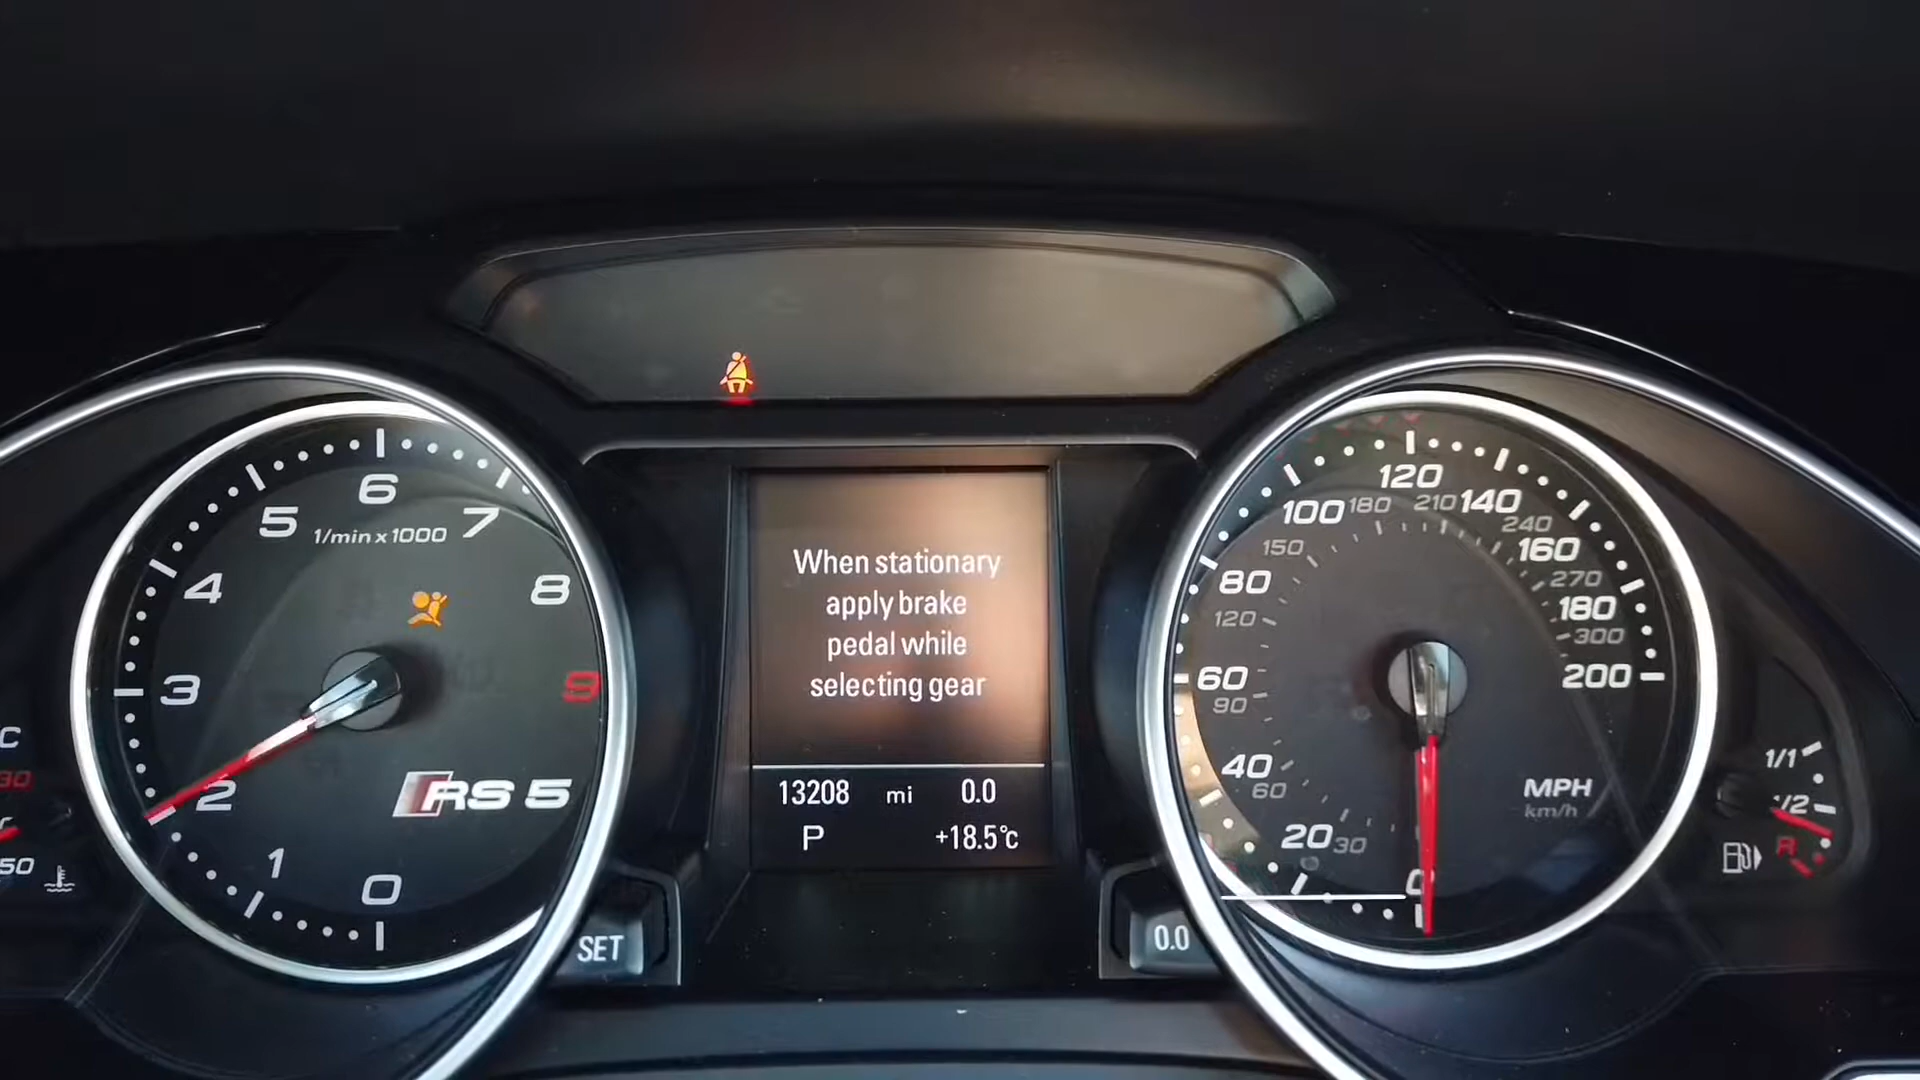 6
5
7
1/min x 1000
4
8
3
9
2
RS 5
1
0
C
30
50
SET
When stationary
apply brake
pedal while
selecting gear
13208 mi 0.0
P +18.5°c
0.0
120
100 180 210 140
240
150 160
80 270
120 180
300
60 200
90
40
60
MPH
km/h
20 30
0
1/1
1/2
R